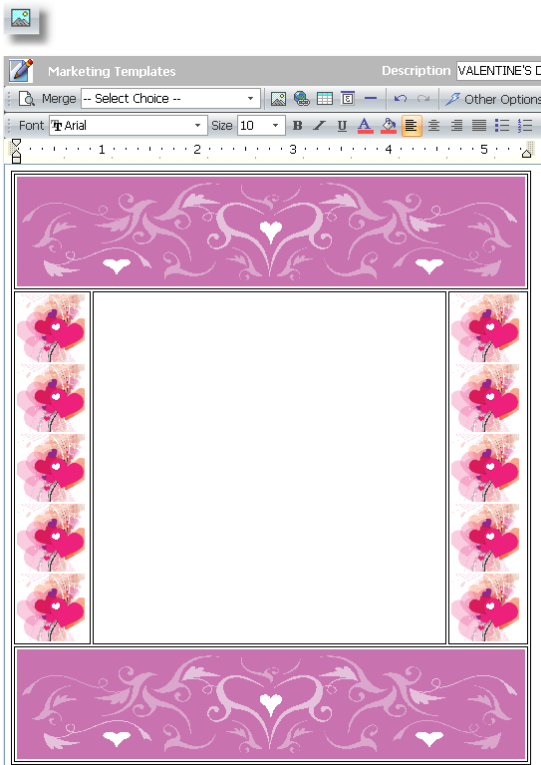 Marketing Templates Description VALENTINE'S D
Merge -- Select Choice -- Other Options
Font Arial Size 10 B U A
1 2 3 4 5